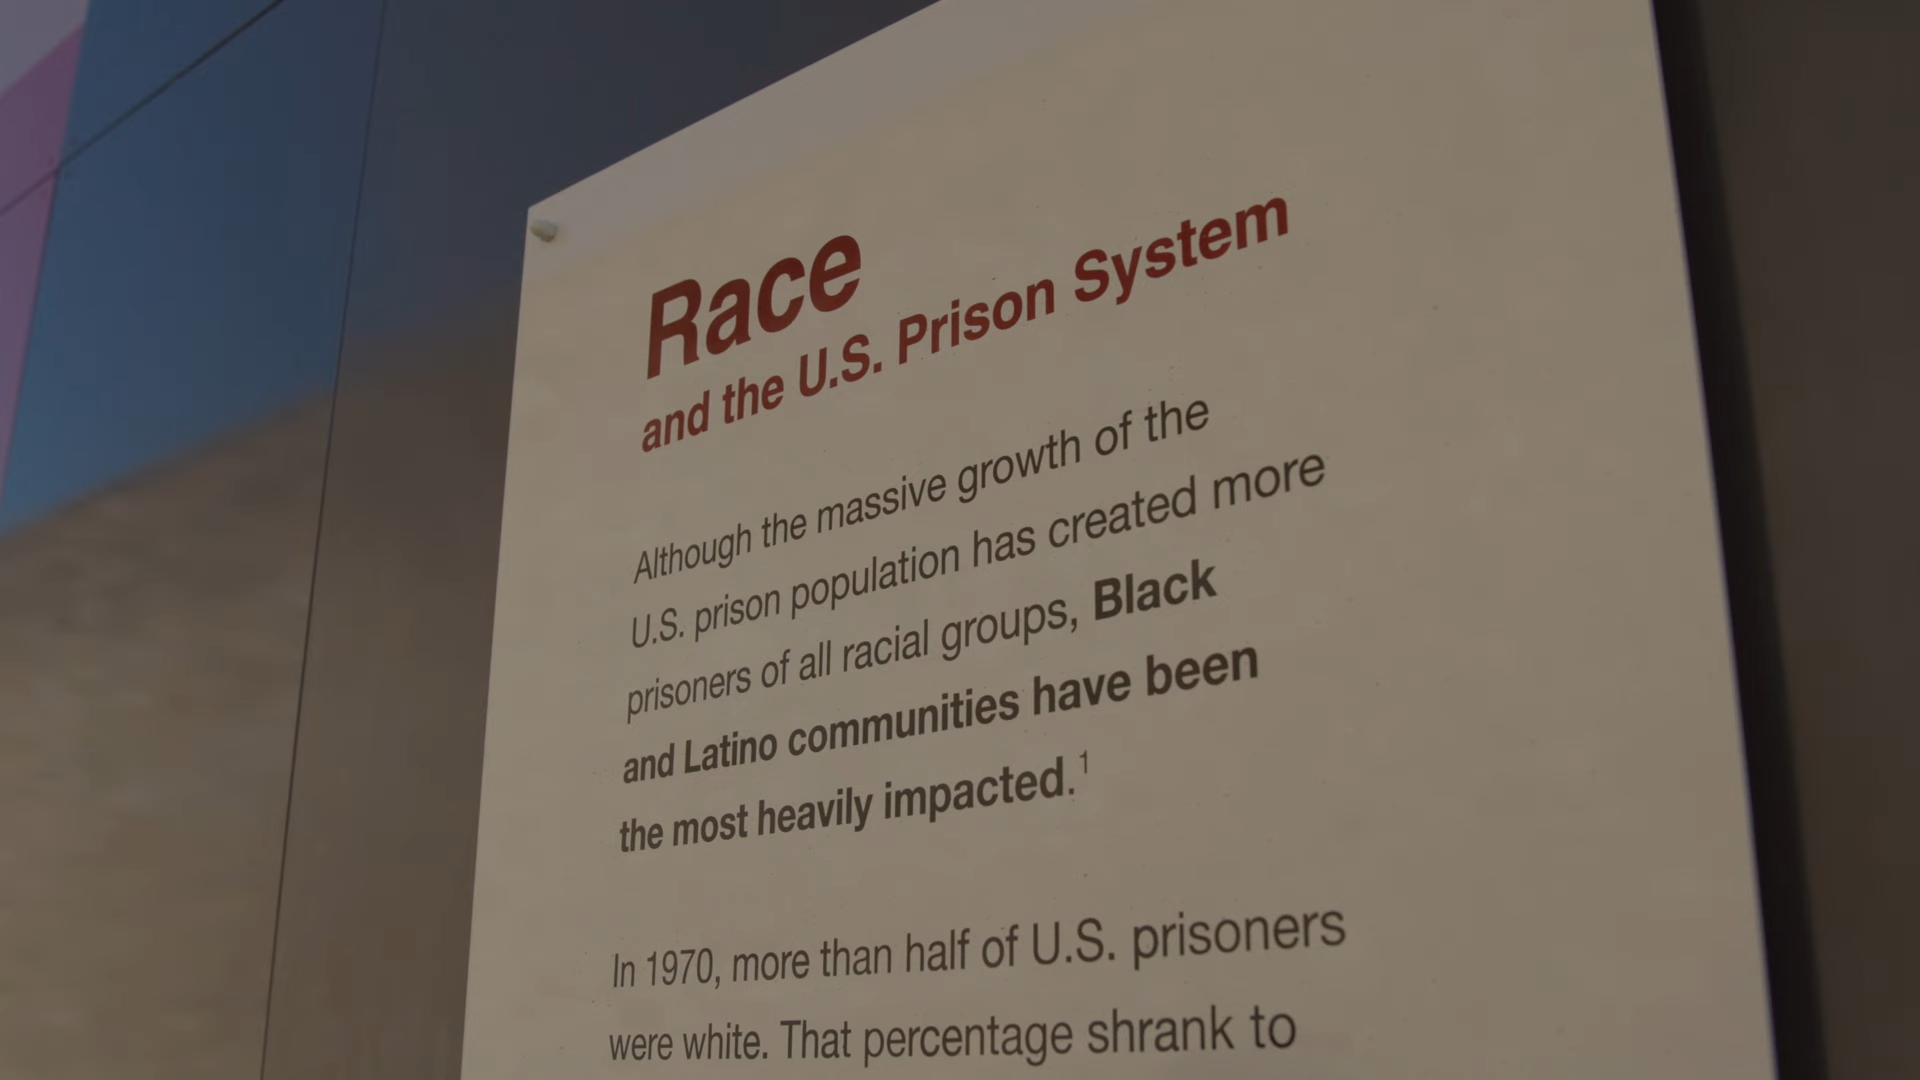 Race
and the U.S. Prison System
Although the massive growth of the
U.S. prison population has created more
prisoners of all racial groups, Black
and Latino communities have been
the most heavily impacted.¹
In 1970, more than half of U.S. prisoners
were white. That percentage shrank to